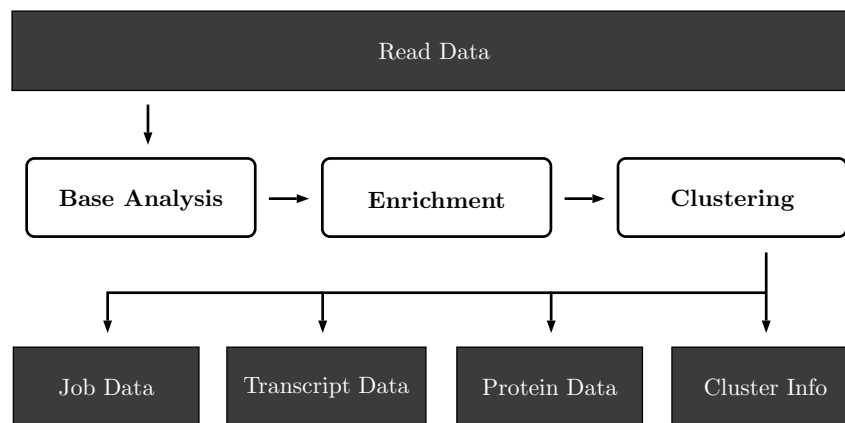 Read Data
Base Analysis
Enrichment
Clustering
Job Data
Transcript Data
Protein Data
Cluster Info